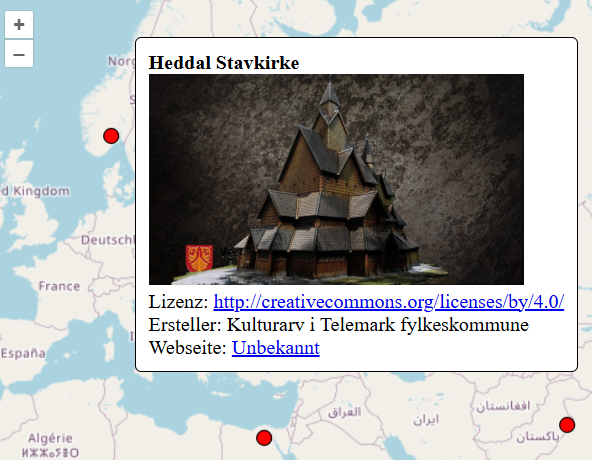 +
−
Norg
Heddal Stavkirke
d Kingdom
Deutschl
France
España
Lizenz: http://creativecommons.org/licenses/by/4.0/
Ersteller: Kulturarv i Telemark fylkeskommune
Webseite: Unbekannt
Algérie
ⵍⵣⵣⴰⵢⴻⵔ
العراق
ایران
افغانستان
پاکستان